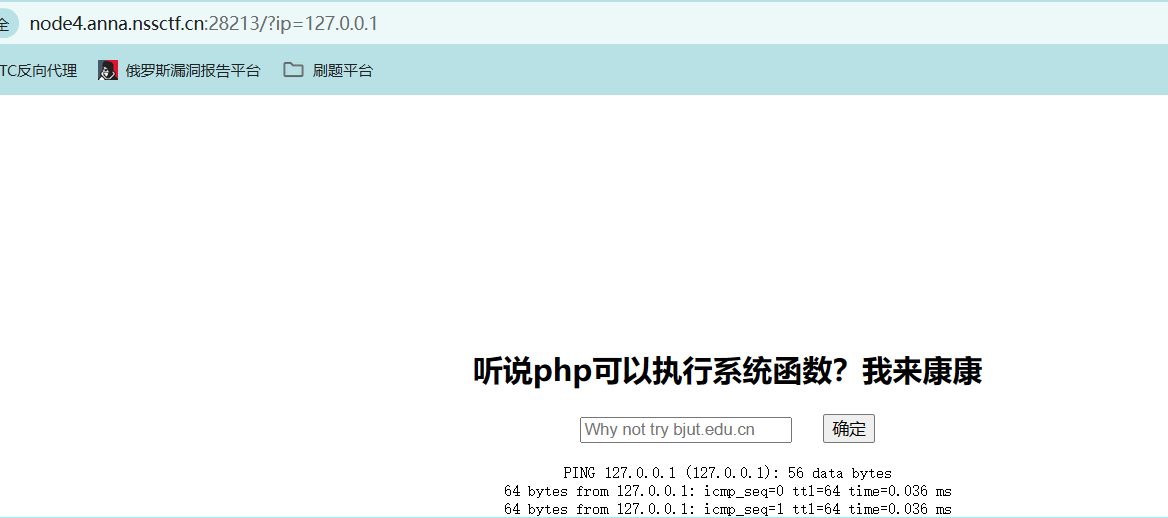 全 node4.anna.nssctf.cn:28213/?ip=127.0.0.1
TC反向代理 俄罗斯漏洞报告平台 刷题平台
听说php可以执行系统函数？我来康康
Why not try bjut.edu.cn 确定
PING 127.0.0.1 (127.0.0.1): 56 data bytes
64 bytes from 127.0.0.1: icmp_seq=0 ttl=64 time=0.036 ms
64 bytes from 127.0.0.1: icmp_seq=1 ttl=64 time=0.036 ms